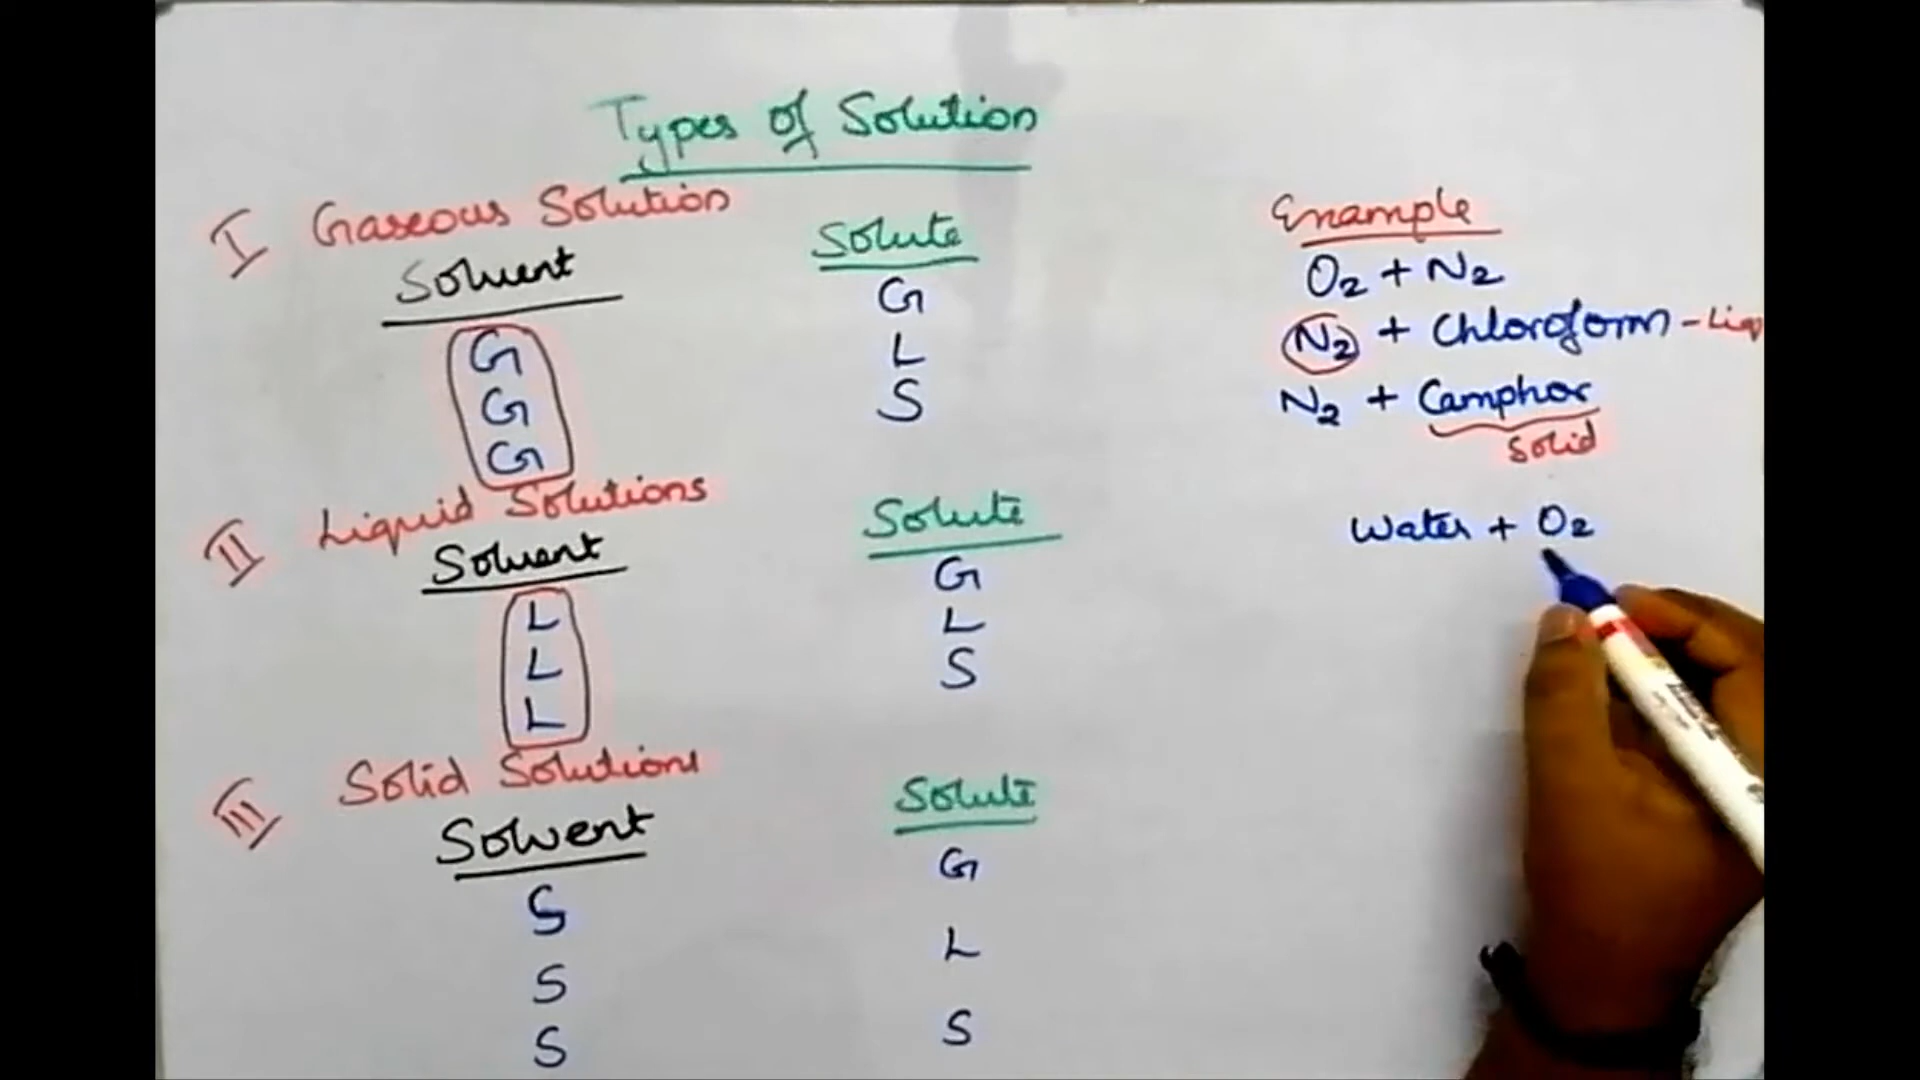 Types of Solution
I Gaseous Solution
Solvent Solute Example
G G O2 + N2
G L N2 + Chloroform - Liq
G S N2 + Camphor
Solid
II Liquid Solutions
Solvent Solute Water + O2
L G
L L
L S
III Solid Solutions
Solvent Solute
S G
S L
S S